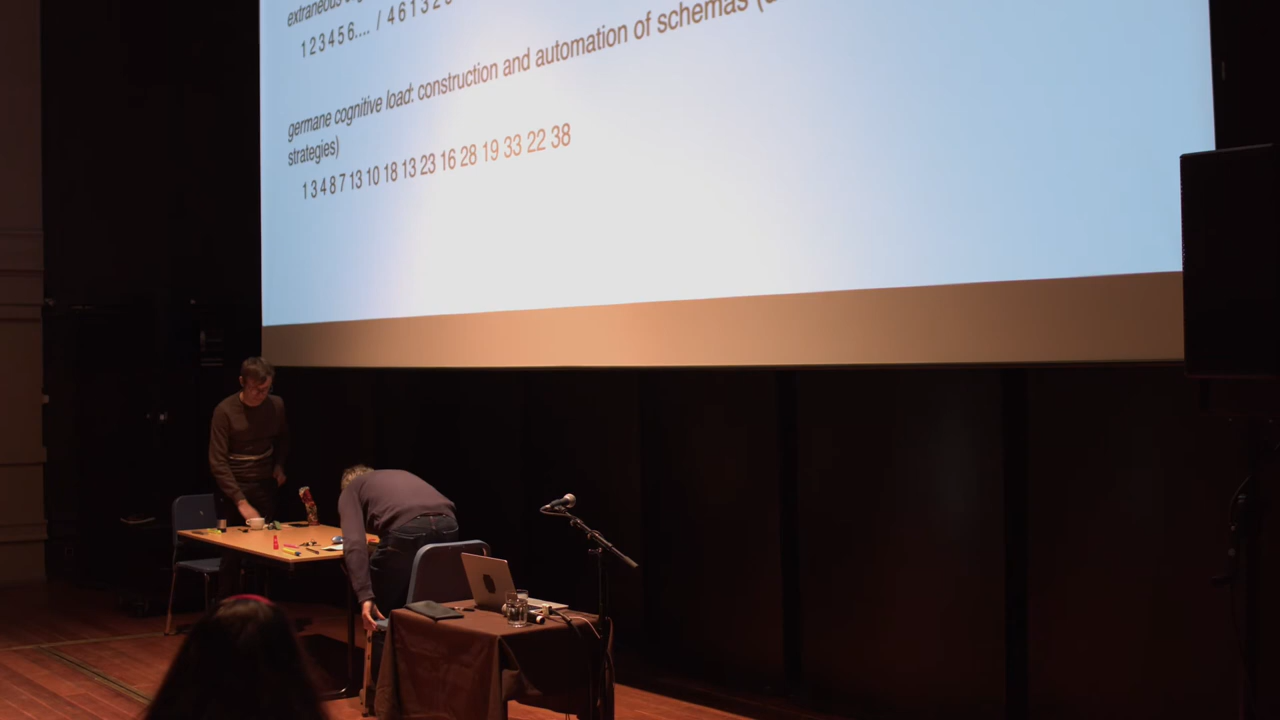 extraneous
1 2 3 4 5 6.... / 4 6 1 3 2
germane cognitive load: construction and automation of schemas
strategies)
1 3 4 8 7 13 10 18 13 23 16 28 19 33 22 38